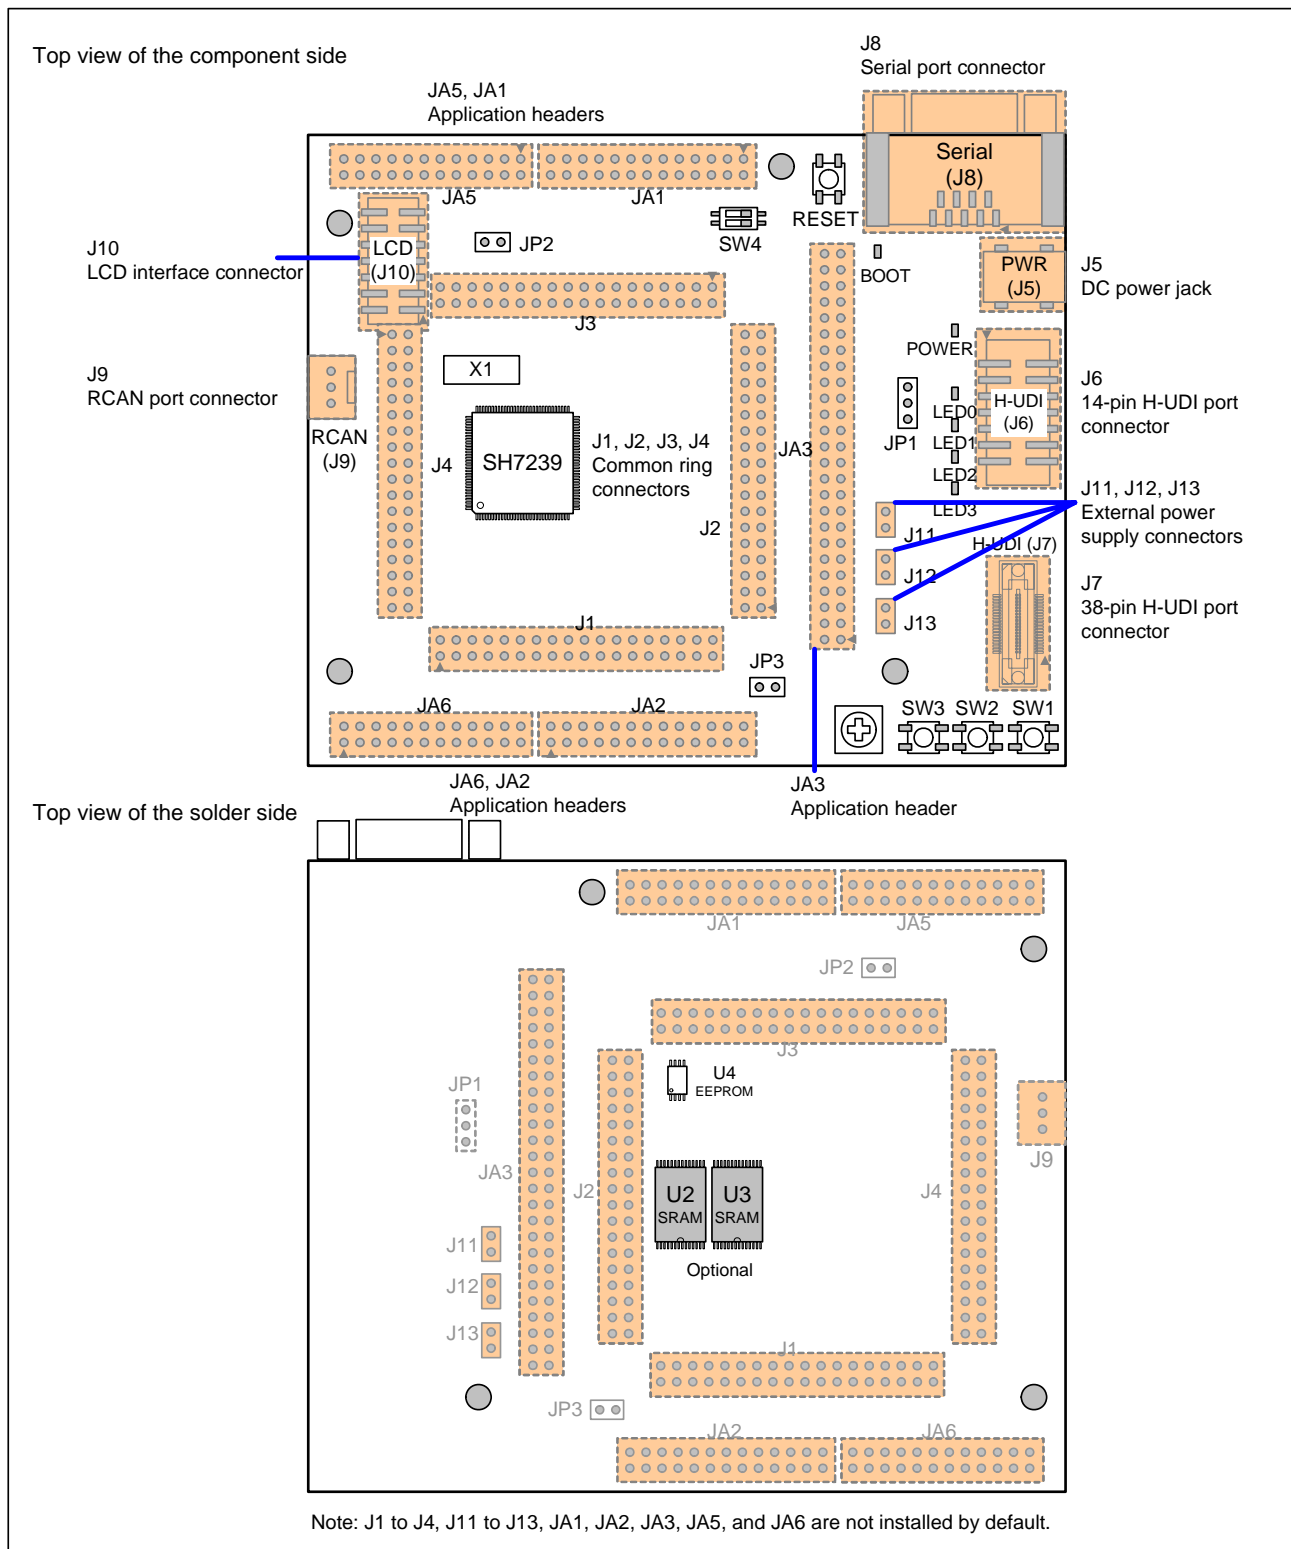 Top view of the component side
J8
Serial port connector
JA5, JA1
Application headers
Serial
(J8)
JA5
JA1
RESET
SW4
JP2
BOOT
LCD
(J10)
J10
LCD interface connector
PWR
(J5)
J5
DC power jack
J3
POWER
X1
J9
RCAN port connector
RCAN
(J9)
J4
SH7239
J1, J2, J3, J4
Common ring
connectors
JA3
J2
JP1
LED0
LED1
LED2
LED3
H-UDI
(J6)
J6
14-pin H-UDI port
connector
J11, J12, J13
External power
supply connectors
J11
J12
J13
H-UDI (J7)
J7
38-pin H-UDI port
connector
J1
JP3
JA6
JA2
SW3
SW2
SW1
JA6, JA2
Application headers
JA3
Application header
Top view of the solder side
JA1
JA5
JP2
J3
U4
EEPROM
JP1
JA3
J2
U2
SRAM
U3
SRAM
Optional
J4
J9
J11
J12
J13
J1
JP3
JA2
JA6
Note: J1 to J4, J11 to J13, JA1, JA2, JA3, JA5, and JA6 are not installed by default.